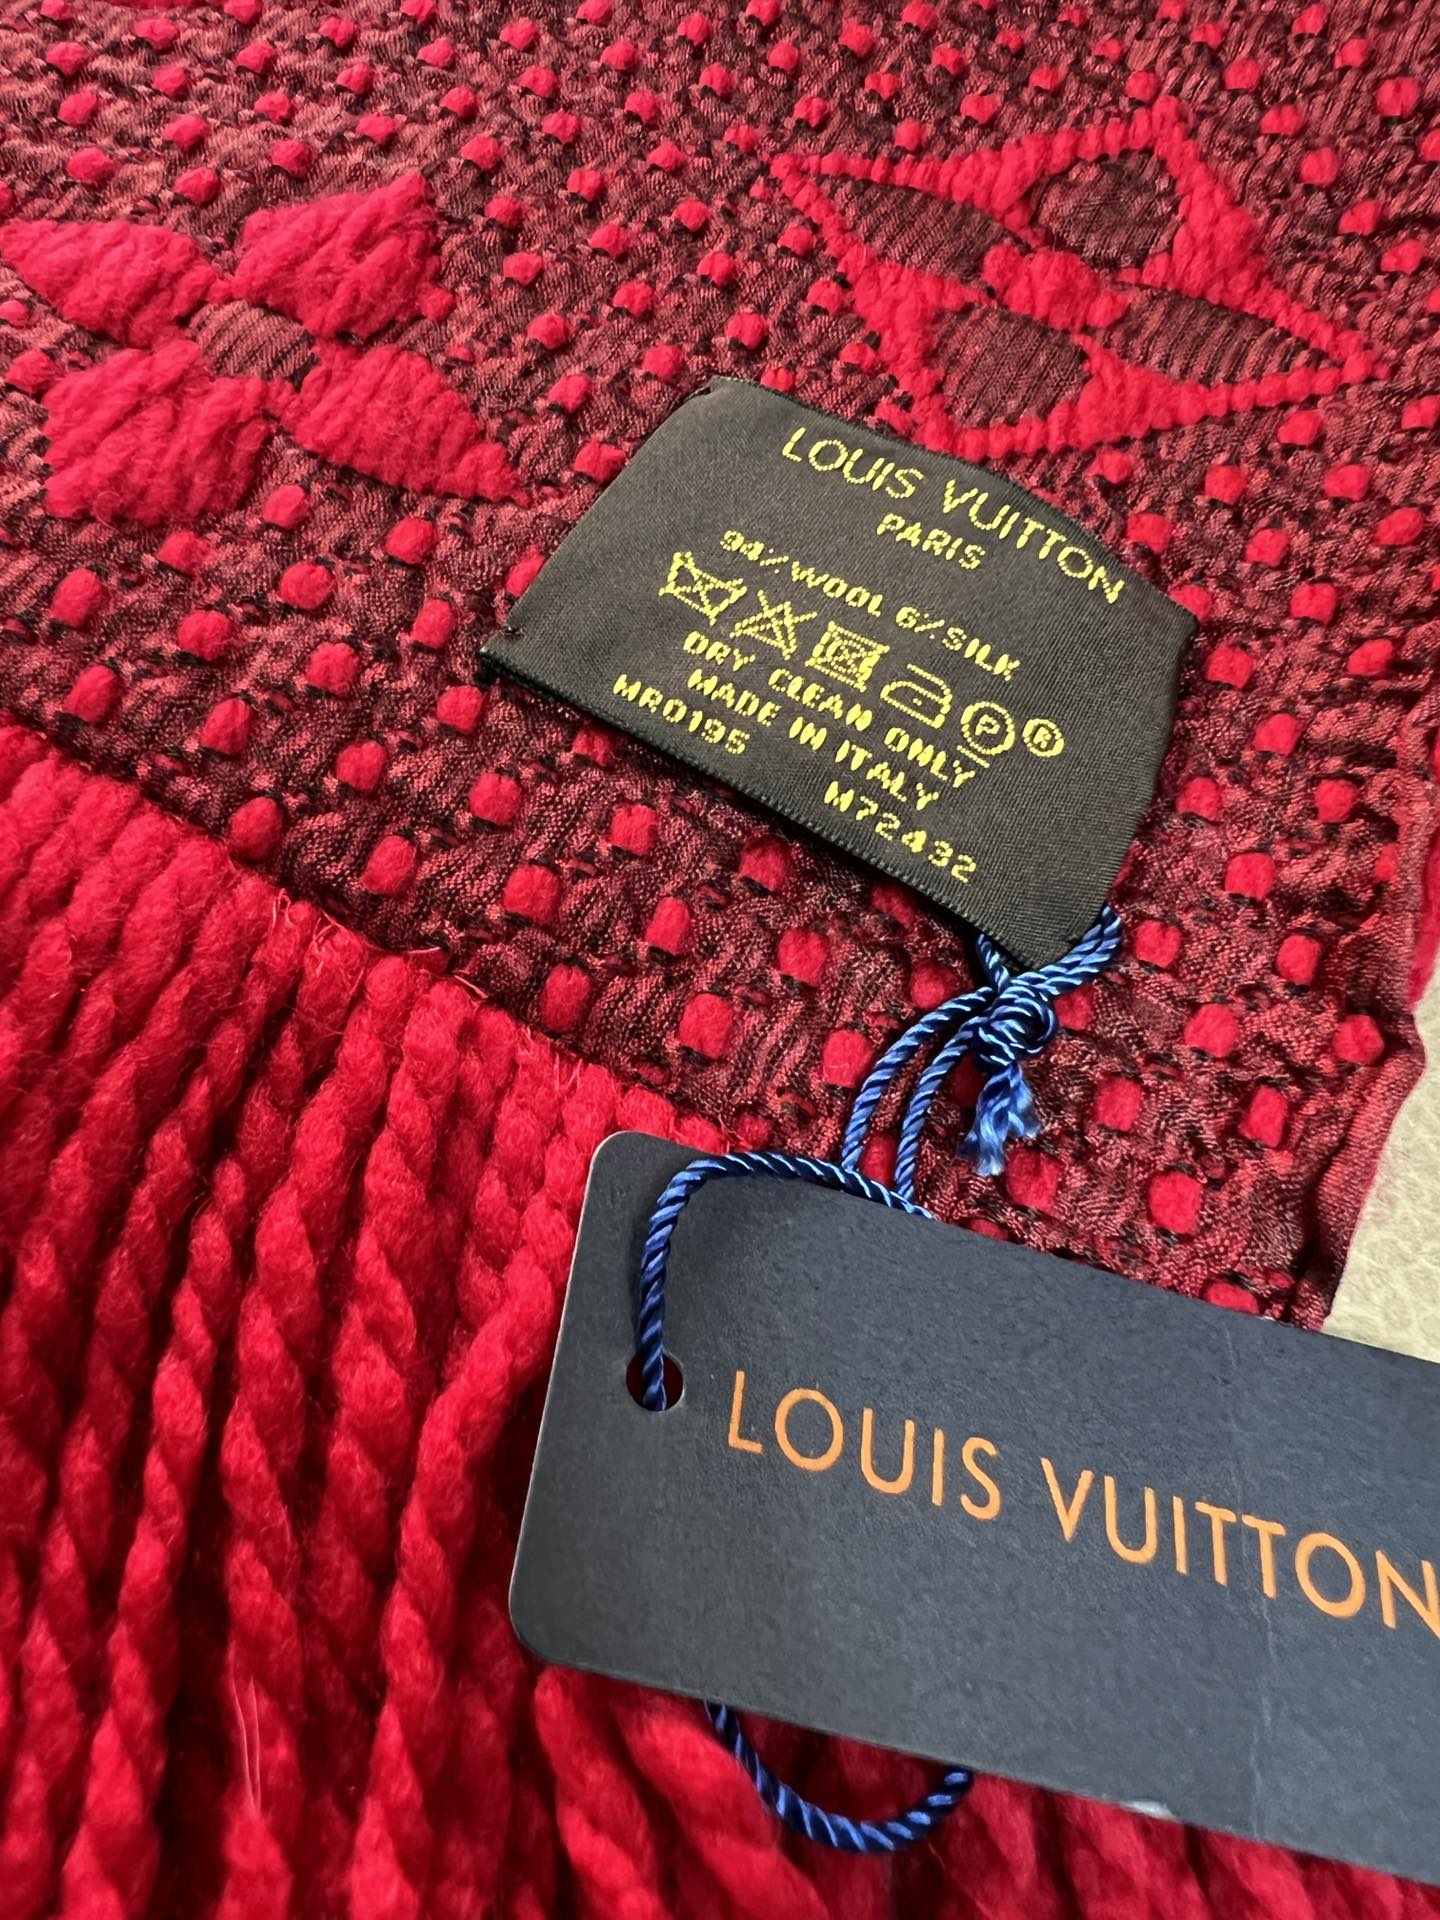 LOUIS VUITTON
PARIS
94% WOOL 6% SILK
P R
DRY CLEAN ONLY
MADE IN ITALY
MR0195
M72432
LOUIS VUITTON